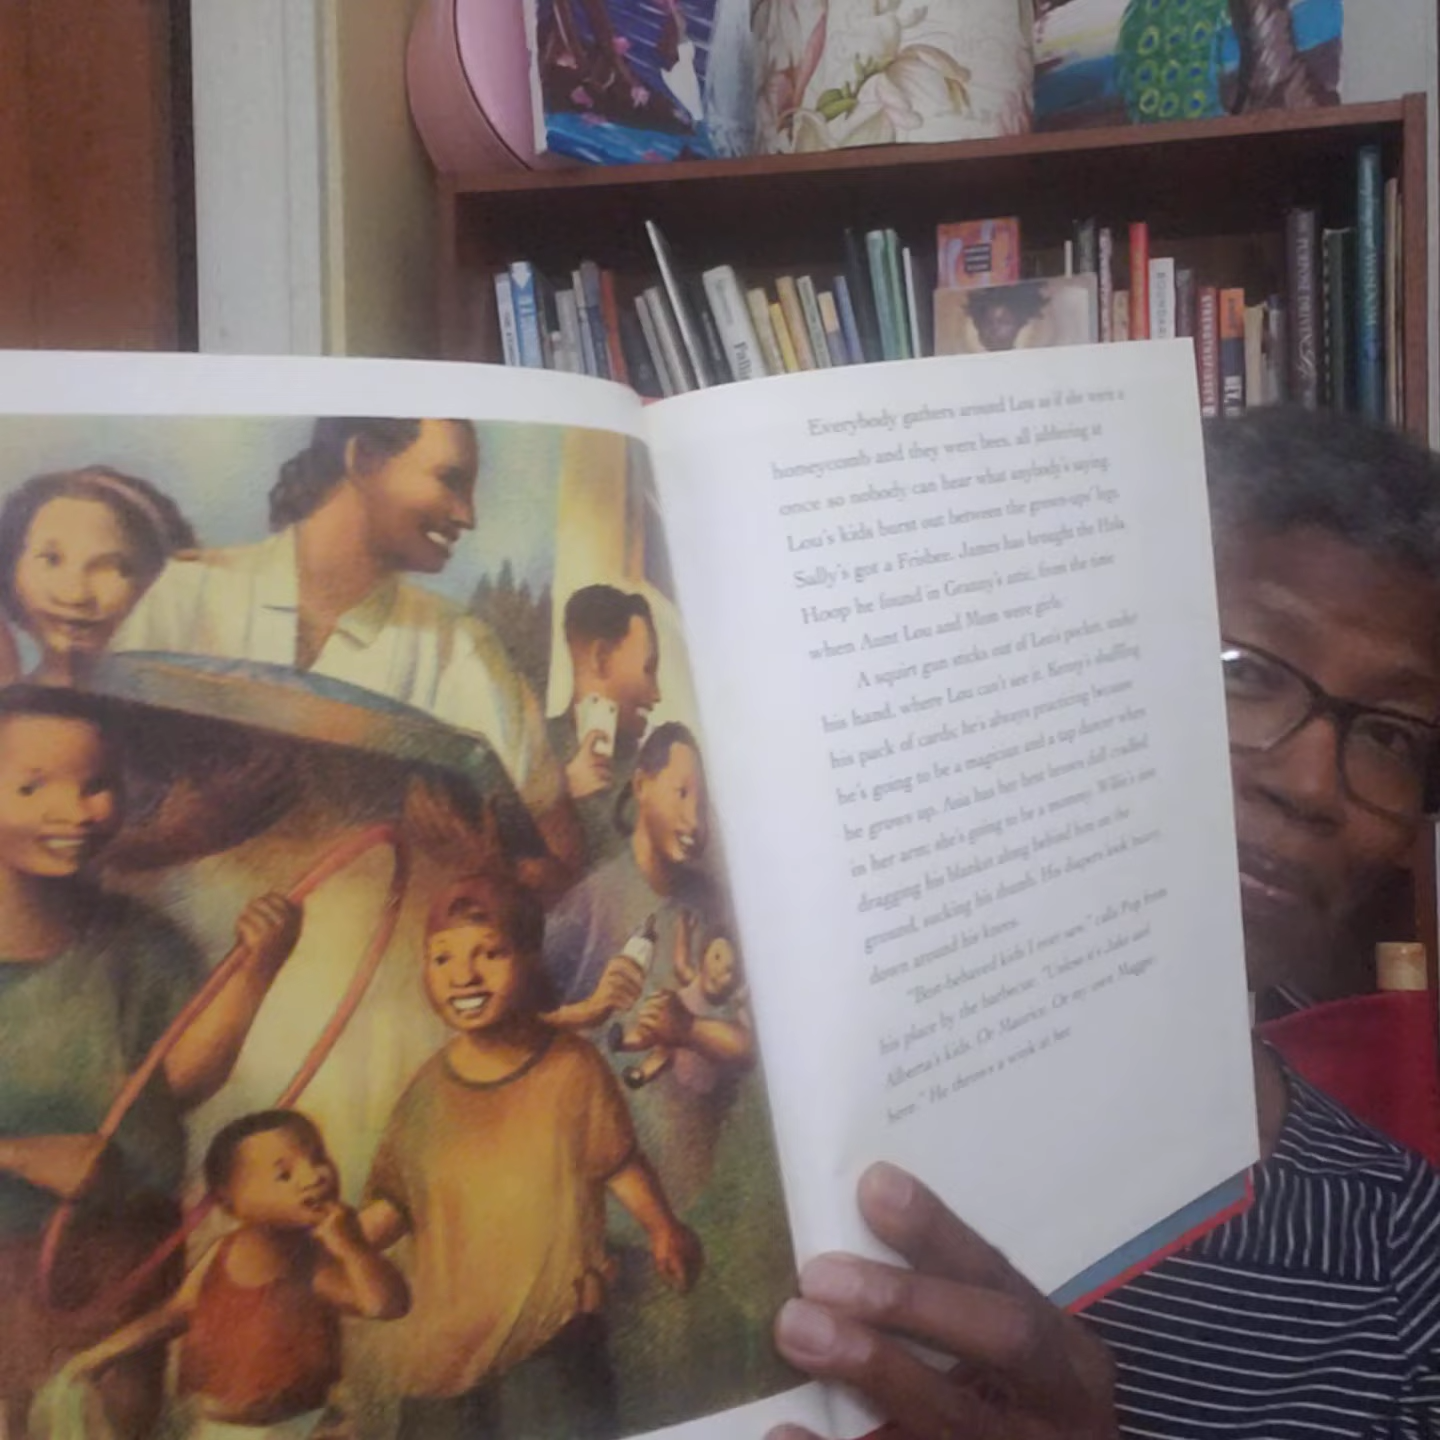 Everybody gathers around Lou as if she were a
honeycomb and they were bees, all jabbering at
once so nobody can hear what anybody's saying.
Lou's kids burst out between the grown-ups' legs.
Sally's got a Frisbee. James has brought the Hula
Hoop he found in Granny's attic, from the time
when Aunt Lou and Mom were girls.
A squirt gun sticks out of Leon's pocket, under
his hand, where Lou can't see it. Kenny's shuffling
his pack of cards; he's always practicing because
he's going to be a magician and a tap dancer when
he grows up. Asia has her best brown doll cradled
in her arm; she's going to be a mommy. Willie's
dragging his blanket along behind him on the
ground, sucking his thumb. His diapers look
down around his knees.
"Best-behaved kids I ever saw," calls Pop from
his place by the barbecue. "Unless it's Jake and
Alberta's kids. Or Maurice. Or my own Maggie
here." He throws a wink at her